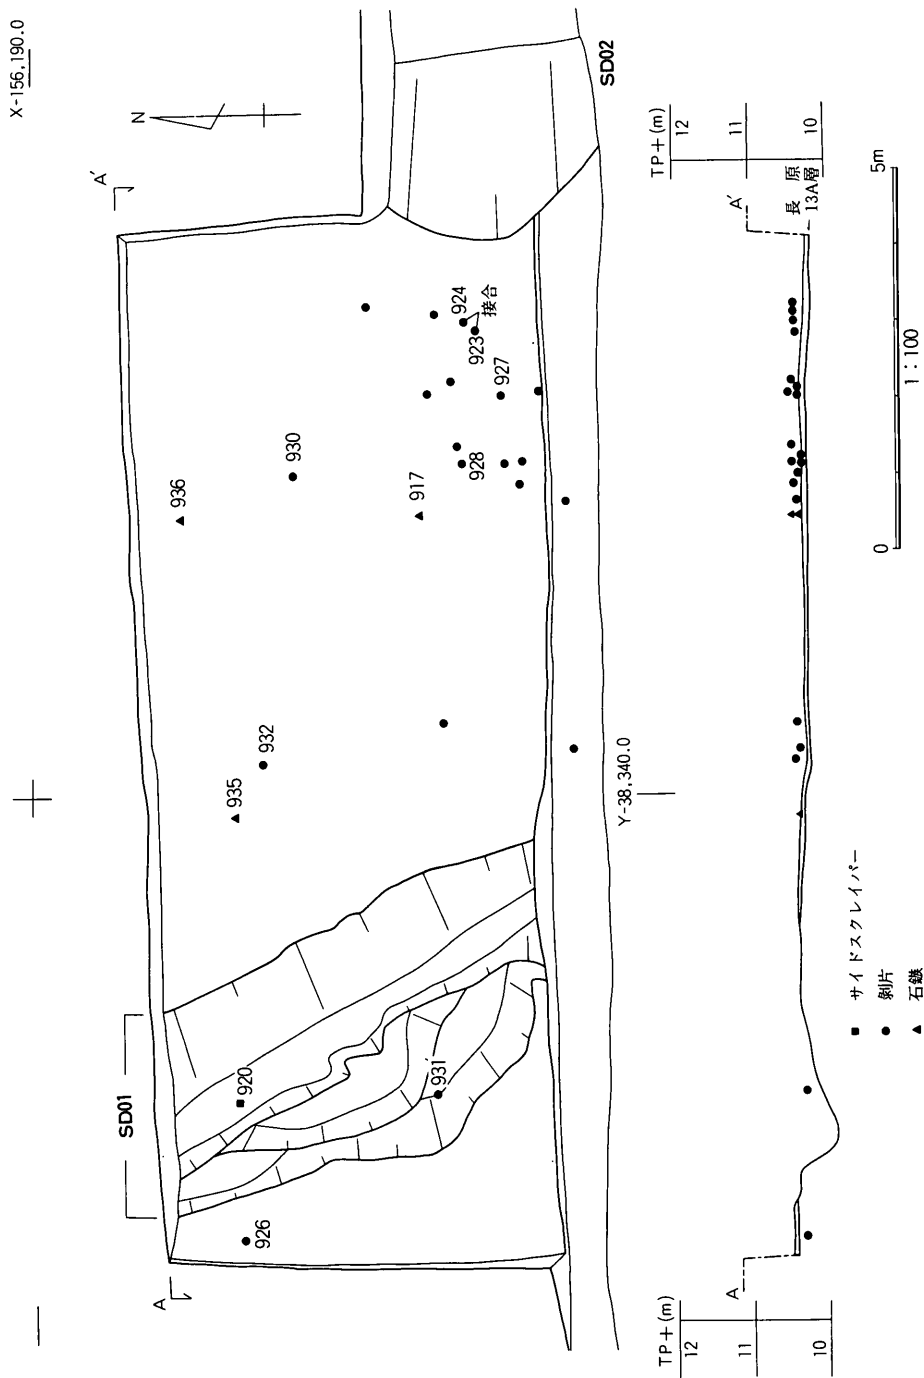 X-156,190.0
N
A′
SD02
924
接合
923
927
930
928
936
917
932
935
Y-38,340.0
SD01
920
931
926
A
TP+(m)
12
11
10
A′
長原
13A層
A
TP+(m)
12
11
10
0
5m
1:100
■ サイドスクレイパー
● 剝片
▲ 石鏃